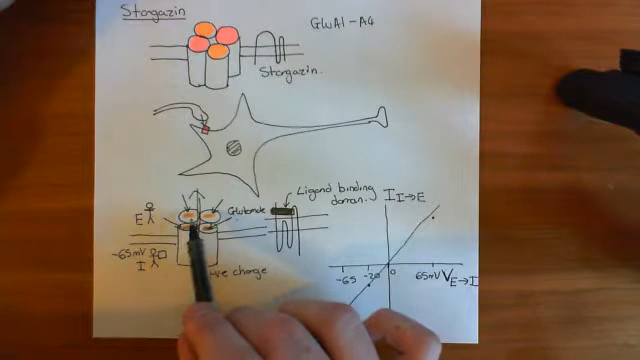 Stargazin
GluA1-A4
Stargazin.
Ligand binding
domain.
I I→E
E
Glutamate
-65mV
I
+ve charge
-65 -20 0 65mV V E→I